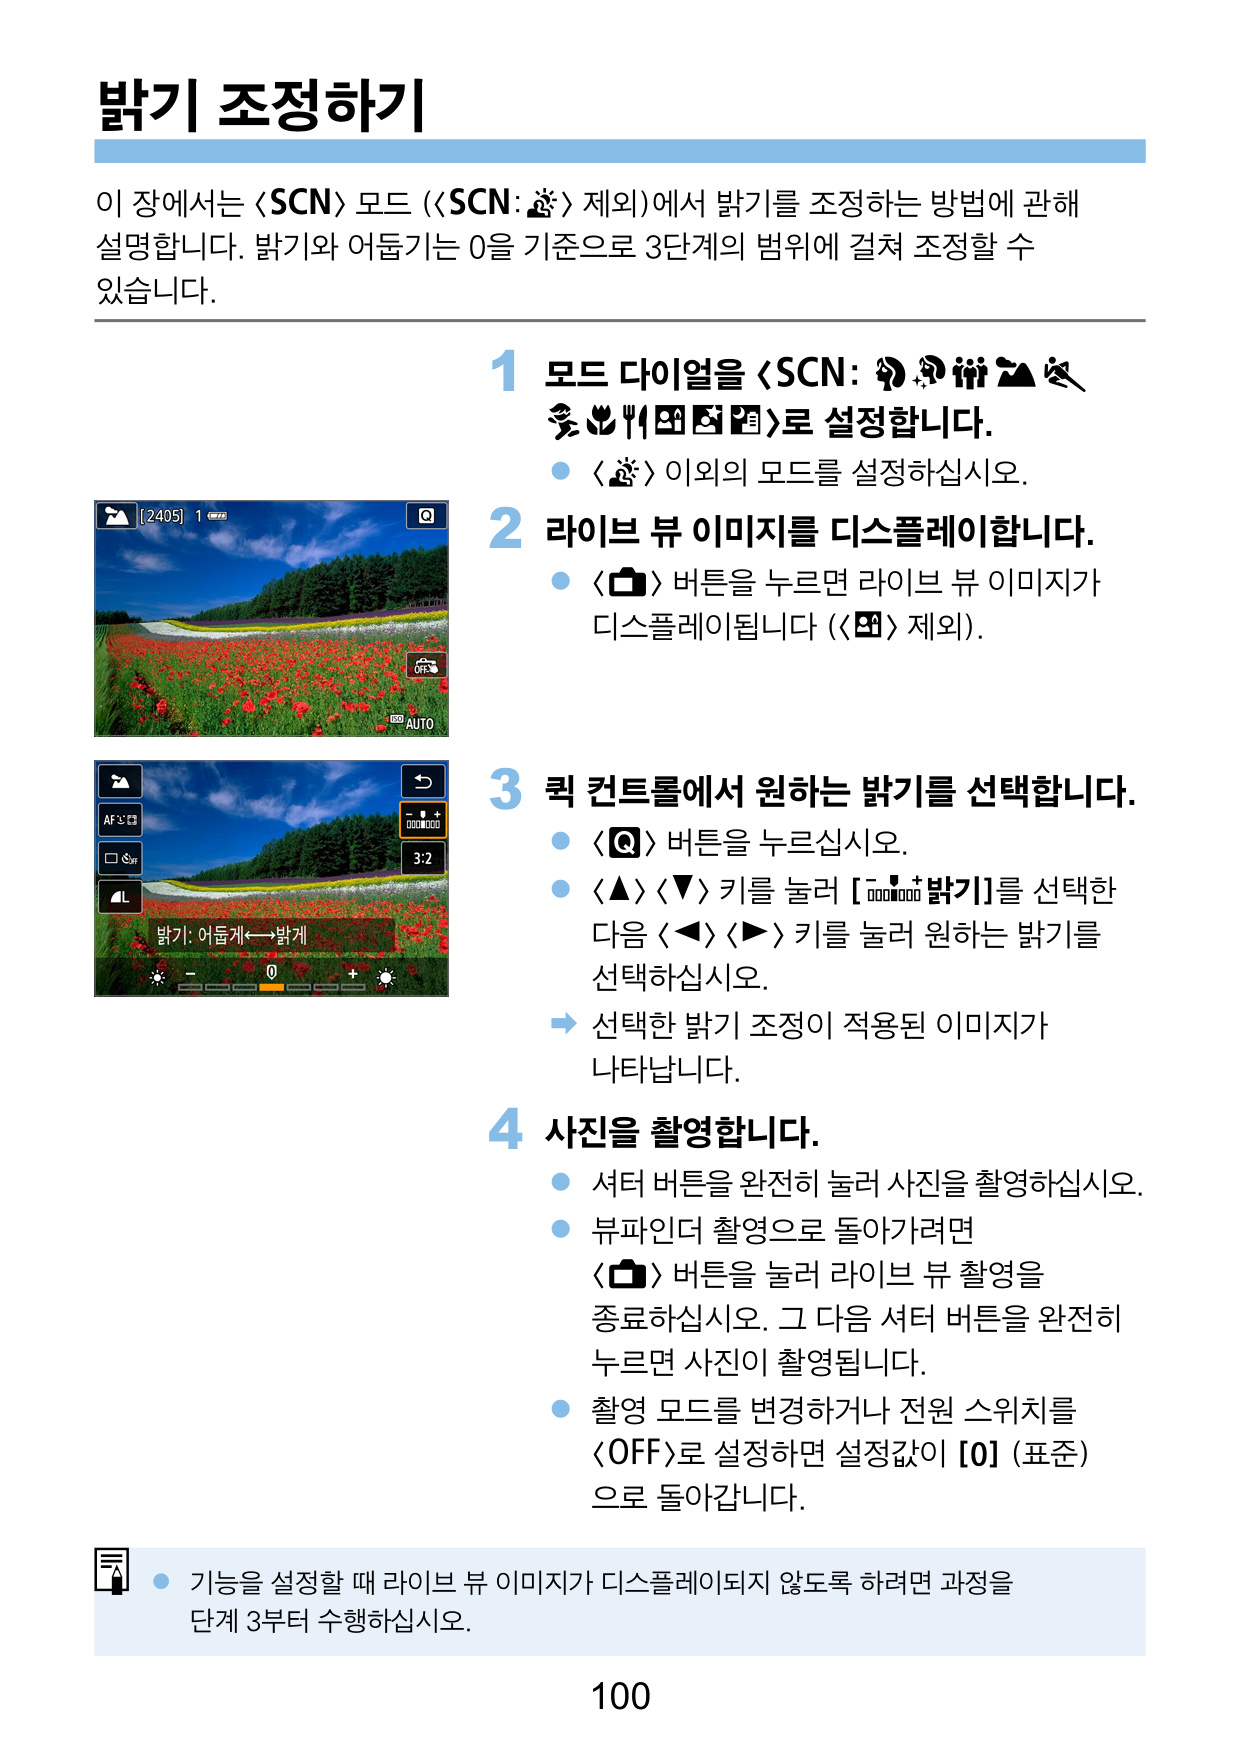 밝기 조정하기
이 장에서는 〈SCN〉 모드 (〈SCN: 〉 제외)에서 밝기를 조정하는 방법에 관해
설명합니다. 밝기와 어둡기는 0을 기준으로 3단계의 범위에 걸쳐 조정할 수
있습니다.
1 모드 다이얼을 〈SCN:
〉로 설정합니다.
● 〈 〉 이외의 모드를 설정하십시오.
[2405] 1
Q
OFF
ISO AUTO
2 라이브 뷰 이미지를 디스플레이합니다.
● 〈 〉 버튼을 누르면 라이브 뷰 이미지가
디스플레이됩니다 (〈 〉 제외).
AF
OFF
3:2
L
밝기: 어둡게←→밝게
− 0 +
3 퀵 컨트롤에서 원하는 밝기를 선택합니다.
● 〈Q〉 버튼을 누르십시오.
● 〈▲〉〈▼〉 키를 눌러 [ 밝기]를 선택한
다음 〈◀〉〈▶〉 키를 눌러 원하는 밝기를
선택하십시오.
➡ 선택한 밝기 조정이 적용된 이미지가
나타납니다.
4 사진을 촬영합니다.
● 셔터 버튼을 완전히 눌러 사진을 촬영하십시오.
● 뷰파인더 촬영으로 돌아가려면
〈 〉 버튼을 눌러 라이브 뷰 촬영을
종료하십시오. 그 다음 셔터 버튼을 완전히
누르면 사진이 촬영됩니다.
● 촬영 모드를 변경하거나 전원 스위치를
〈OFF〉로 설정하면 설정값이 [0] (표준)
으로 돌아갑니다.
● 기능을 설정할 때 라이브 뷰 이미지가 디스플레이되지 않도록 하려면 과정을
단계 3부터 수행하십시오.
100